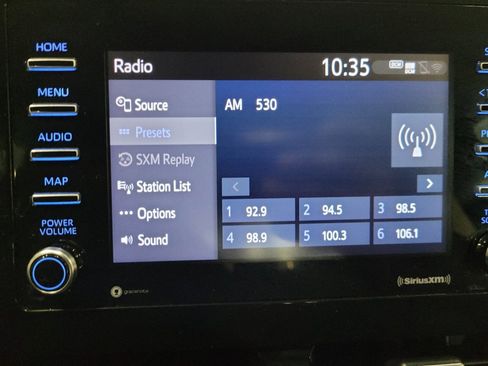 HOME
MENU
AUDIO
MAP
POWER
VOLUME
Radio 10:35 DCM
Source
Presets
SXM Replay
Station List
Options
Sound
AM 530
1 92.9 2 94.5 3 98.5
4 98.9 5 100.3 6 106.1
gracenote
SiriusXM